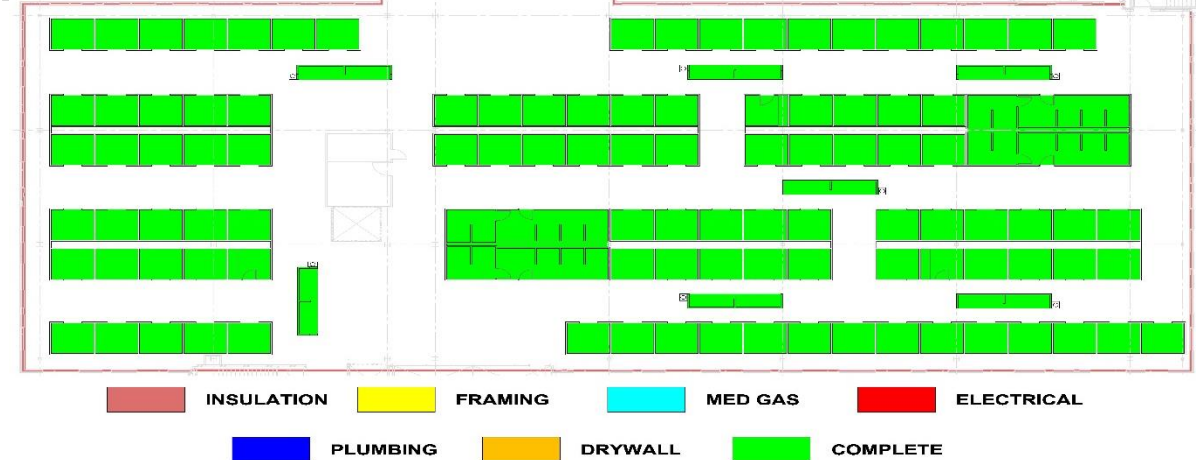 INSULATION FRAMING MED GAS ELECTRICAL
PLUMBING DRYWALL COMPLETE